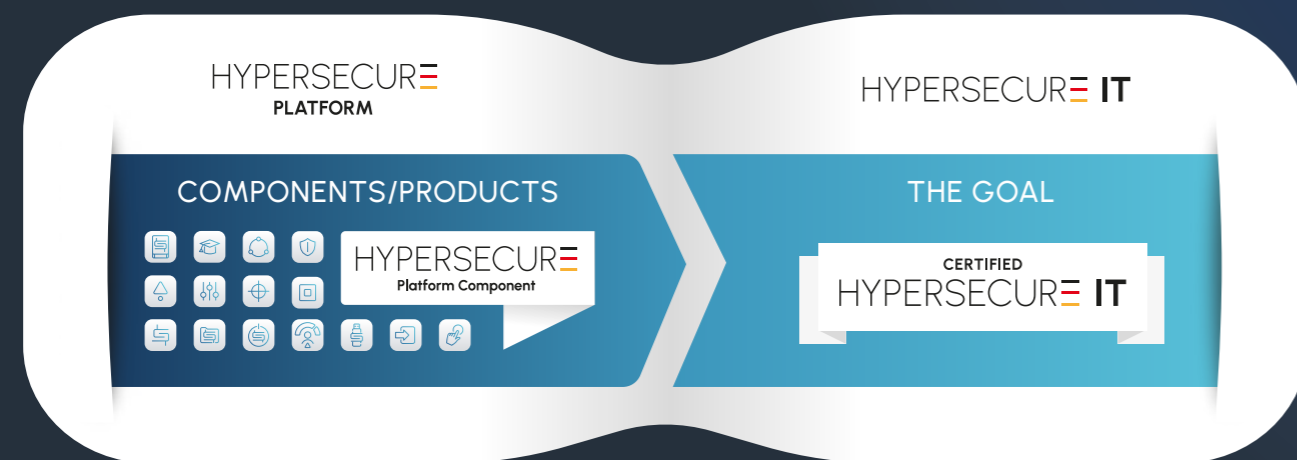 HYPERSECURE
PLATFORM
COMPONENTS/PRODUCTS
HYPERSECURE
Platform Component
HYPERSECURE IT
THE GOAL
CERTIFIED
HYPERSECURE IT